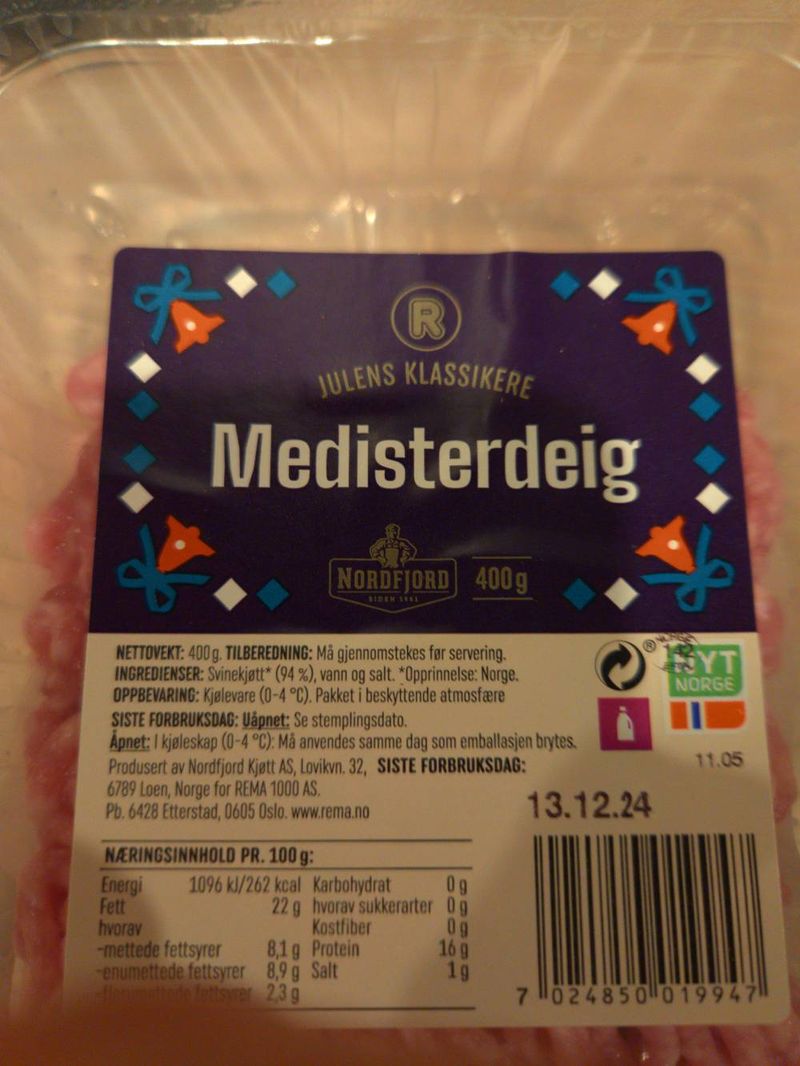 R
JULENS KLASSIKERE
Medisterdeig
NORDFJORD
SIDEN 1961
400g
NETTOVEKT: 400g. TILBEREDNING: Må gjennomstekes før servering.
INGREDIENSER: Svinekjøtt* (94 %), vann og salt. *Opprinnelse: Norge.
OPPBEVARING: Kjølevare (0-4 °C). Pakket i beskyttende atmosfære
SISTE FORBRUKSDAG: Uåpnet: Se stemplingsdato.
Åpnet: I kjøleskap (0-4 °C): Må anvendes samme dag som emballasjen brytes.
Produsert av Nordfjord Kjøtt AS, Lovikvn. 32,
6789 Loen, Norge for REMA 1000 AS.
Pb. 6428 Etterstad, 0605 Oslo. www.rema.no
SISTE FORBRUKSDAG:
13.12.24
®
142
NYT
NORGE
11.05
NÆRINGSINNHOLD PR. 100 g:
Energi 1096 kJ/262 kcal
Fett 22 g
hvorav
-mettede fettsyrer 8,1 g
-enumettede fettsyrer 8,9 g
-flerumettede fettsyrer 2,3 g
Karbohydrat 0 g
hvorav sukkerarter 0 g
Kostfiber 0 g
Protein 16 g
Salt 1 g
7 024850 019947